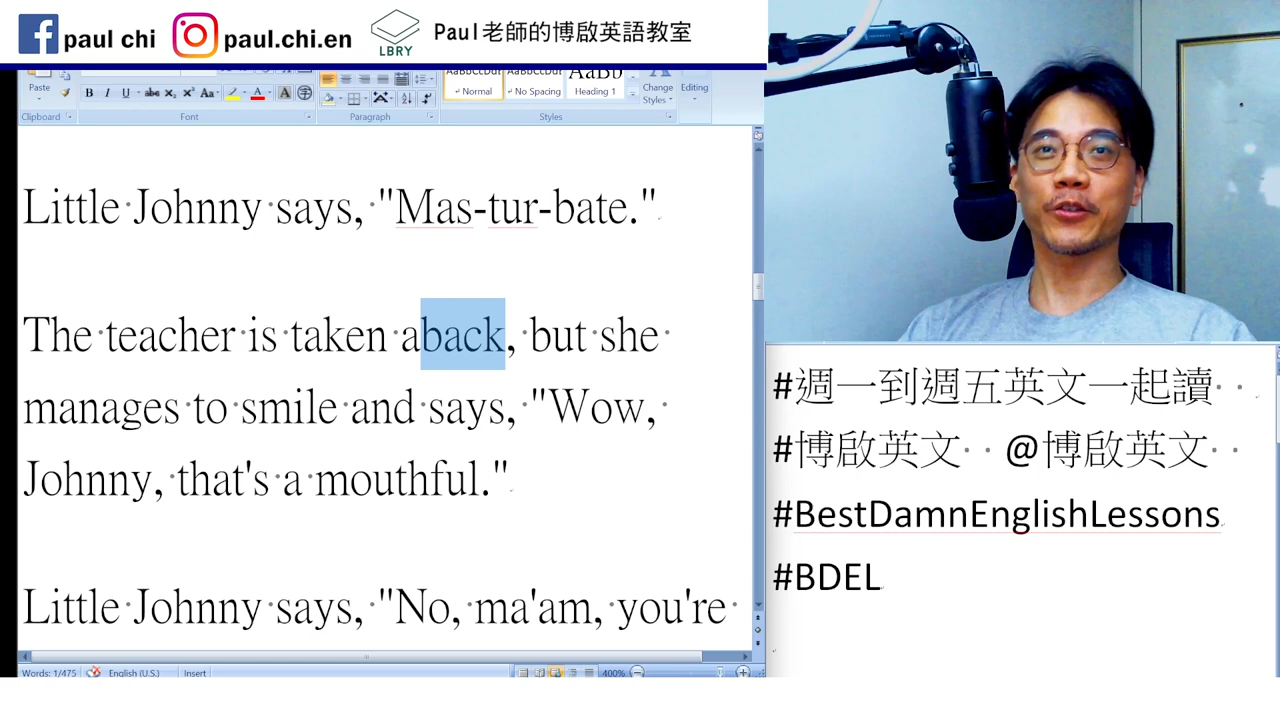 paul chi
paul.chi.en
LBRY
Paul老師的博啟英語教室
Paste
Clipboard
Font
Paragraph
AaBbCcDd
AaBbCcDd
AaBb
Normal
No Spacing
Heading 1
Change Styles
Editing
Styles
Little Johnny says, "Mas-tur-bate."
The teacher is taken aback, but she
manages to smile and says, "Wow,
Johnny, that's a mouthful."
Little Johnny says, "No, ma'am, you're
Words: 1/475
English (U.S.)
Insert
400%
#週一到週五英文一起讀
#博啟英文 @博啟英文
#BestDamnEnglishLessons
#BDEL